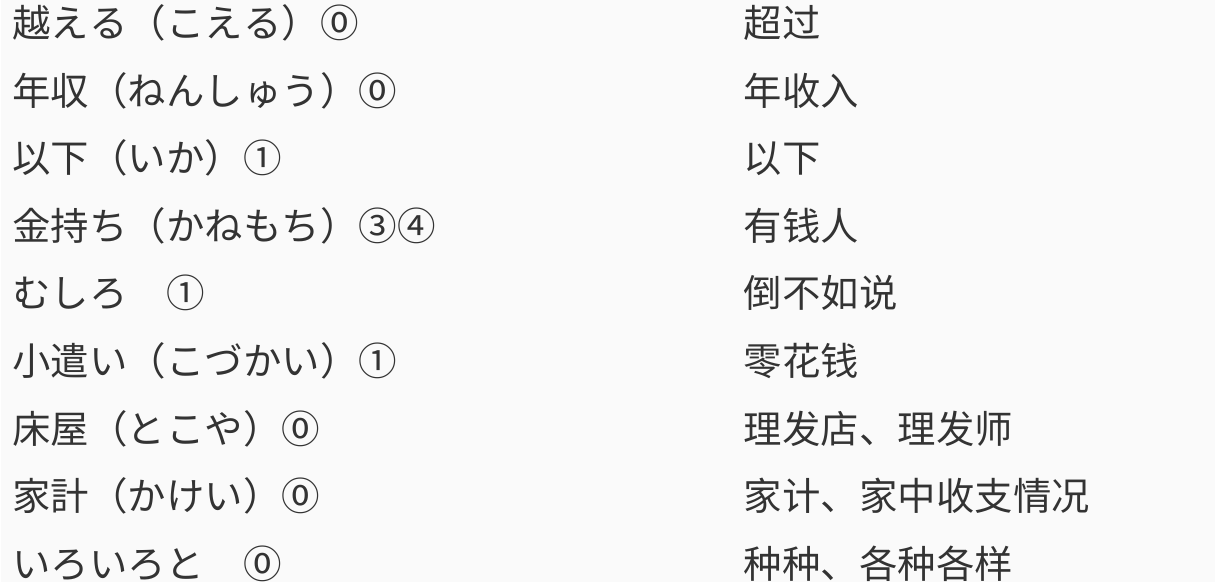 越える（こえる）⓪ 超过
年収（ねんしゅう）⓪ 年收入
以下（いか）① 以下
金持ち（かねもち）③④ 有钱人
むしろ　① 倒不如说
小遣い（こづかい）① 零花钱
床屋（とこや）⓪ 理发店、理发师
家計（かけい）⓪ 家计、家中收支情况
いろいろと　⓪ 种种、各种各样